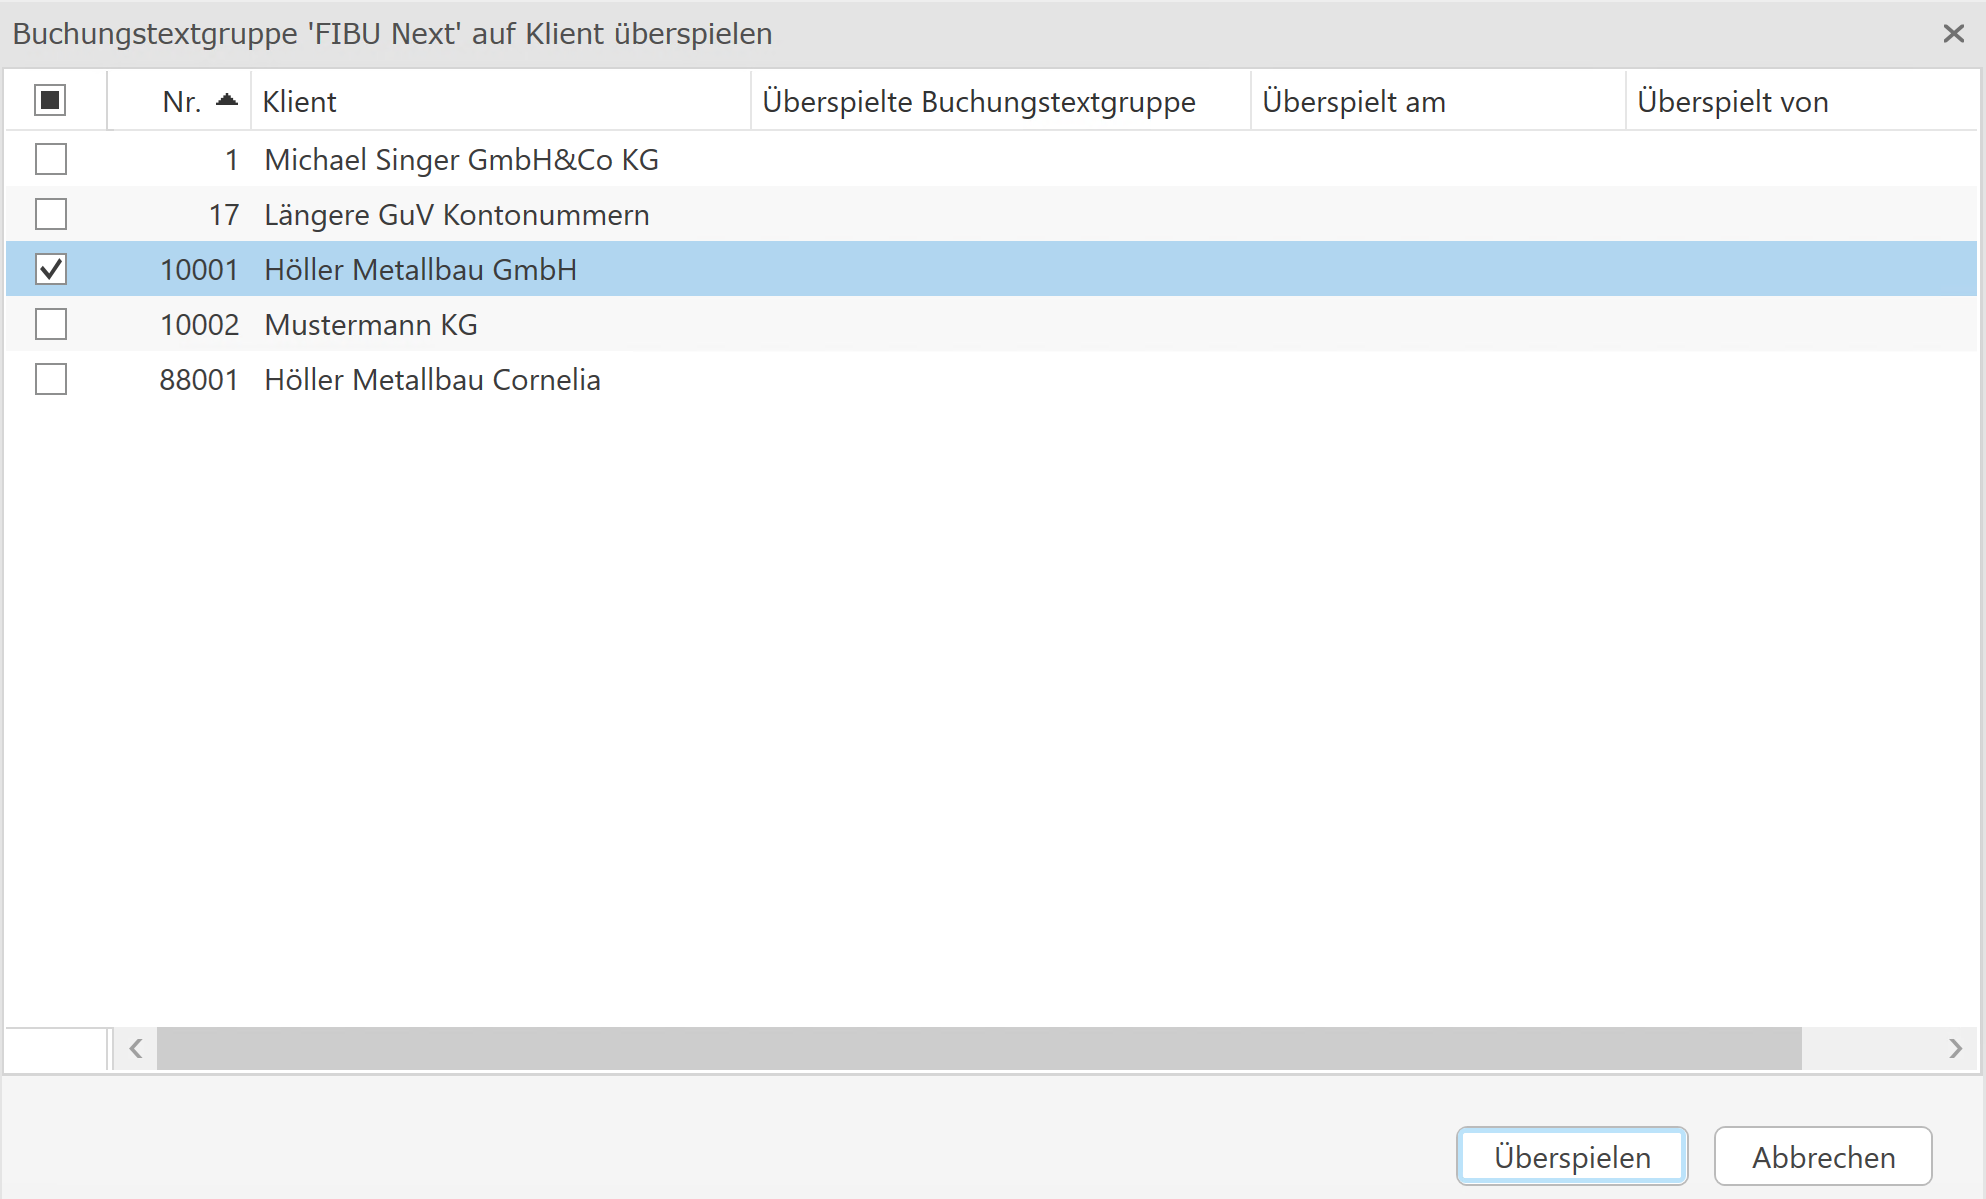 Buchungstextgruppe 'FIBU Next' auf Klient überspielen
Nr. Klient Überspielte Buchungstextgruppe Überspielt am Überspielt von
1 Michael Singer GmbH&Co KG
17 Längere GuV Kontonummern
10001 Höller Metallbau GmbH
10002 Mustermann KG
88001 Höller Metallbau Cornelia
Überspielen Abbrechen